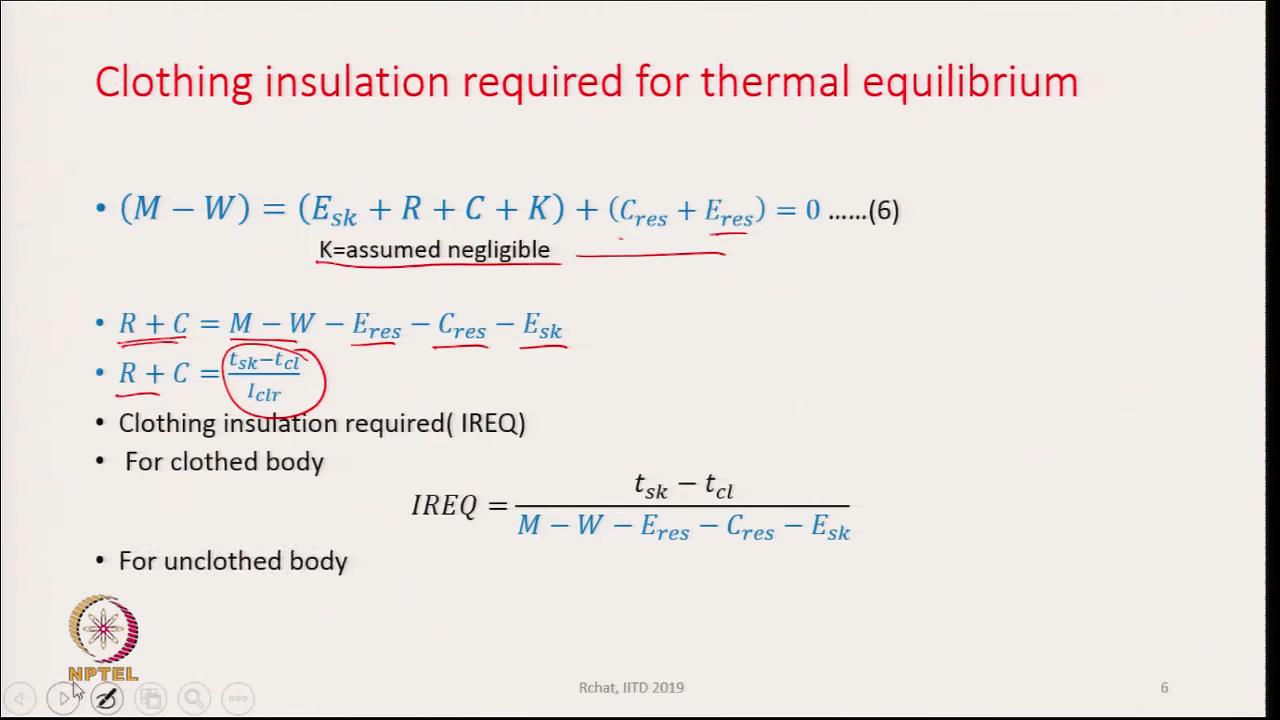 Clothing insulation required for thermal equilibrium
• (M − W) = (E_sk + R + C + K) + (C_res + E_res) = 0 ……(6)
K=assumed negligible
• R + C = M − W − E_res − C_res − E_sk
• R + C = (t_sk−t_cl)/I_clr
• Clothing insulation required( IREQ)
• For clothed body
IREQ = (t_sk − t_cl)/(M − W − E_res − C_res − E_sk)
• For unclothed body
NPTEL
Rchat, IITD 2019
6